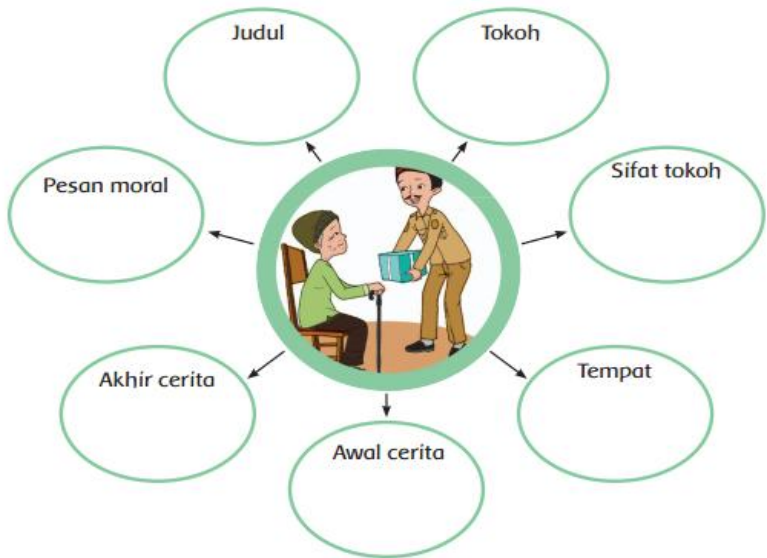 Judul
Tokoh
Pesan moral
Sifat tokoh
Akhir cerita
Tempat
Awal cerita